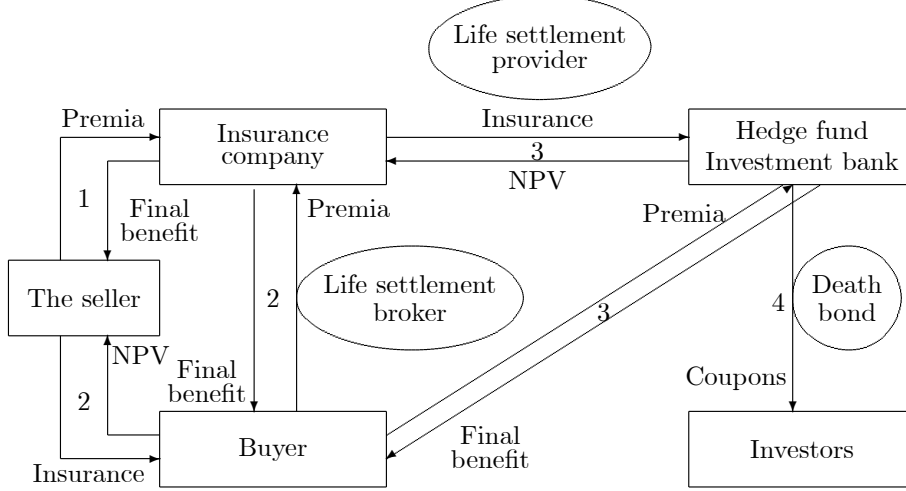 Life settlement
provider
Premia
Insurance
company
Insurance
3
NPV
Hedge fund
Investment bank
1
Final
benefit
Premia
Premia
The seller
2
Life settlement
broker
3
4
Death
bond
NPV
2
Final
benefit
Coupons
Insurance
Buyer
Final
benefit
Investors